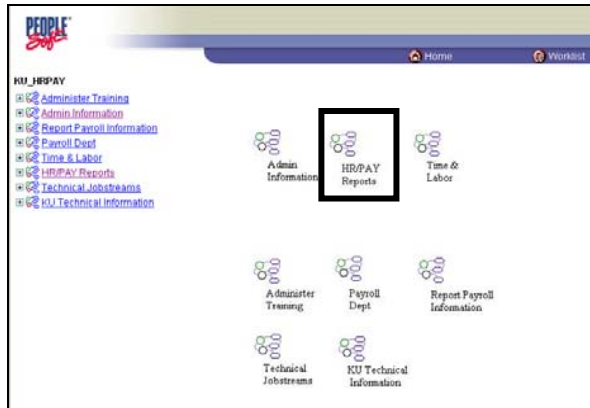 PEOPLE
Soft
Home
Worklist
KU_HRPAY
Administer Training
Admin Information
Report Payroll Information
Payroll Dept
Time & Labor
HR/PAY Reports
Technical Jobstreams
KU Technical Information
Admin
Information
HR/PAY
Reports
Time &
Labor
Administer
Training
Payroll
Dept
Report Payroll
Information
Technical
Jobstreams
KU Technical
Information